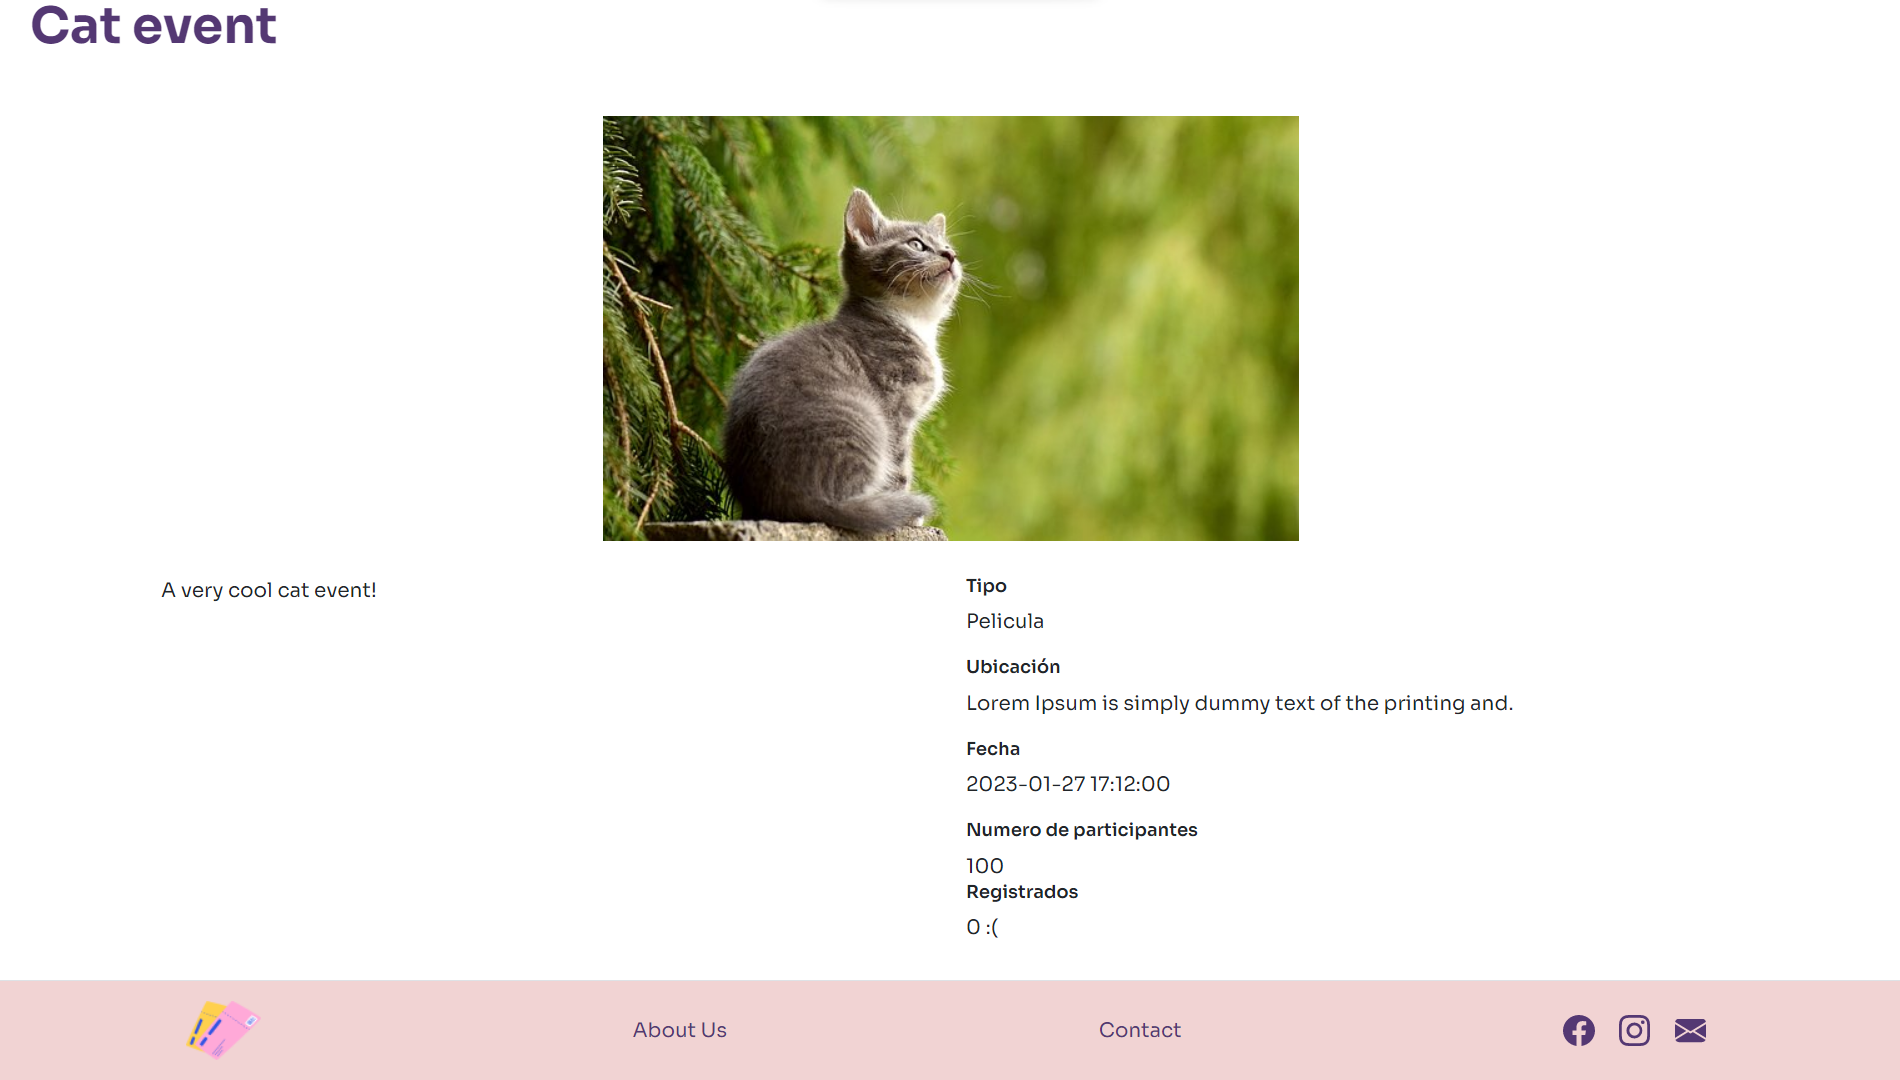 Cat event
A very cool cat event!
Tipo
Pelicula
Ubicación
Lorem Ipsum is simply dummy text of the printing and.
Fecha
2023-01-27 17:12:00
Numero de participantes
100
Registrados
0 :(
About Us
Contact